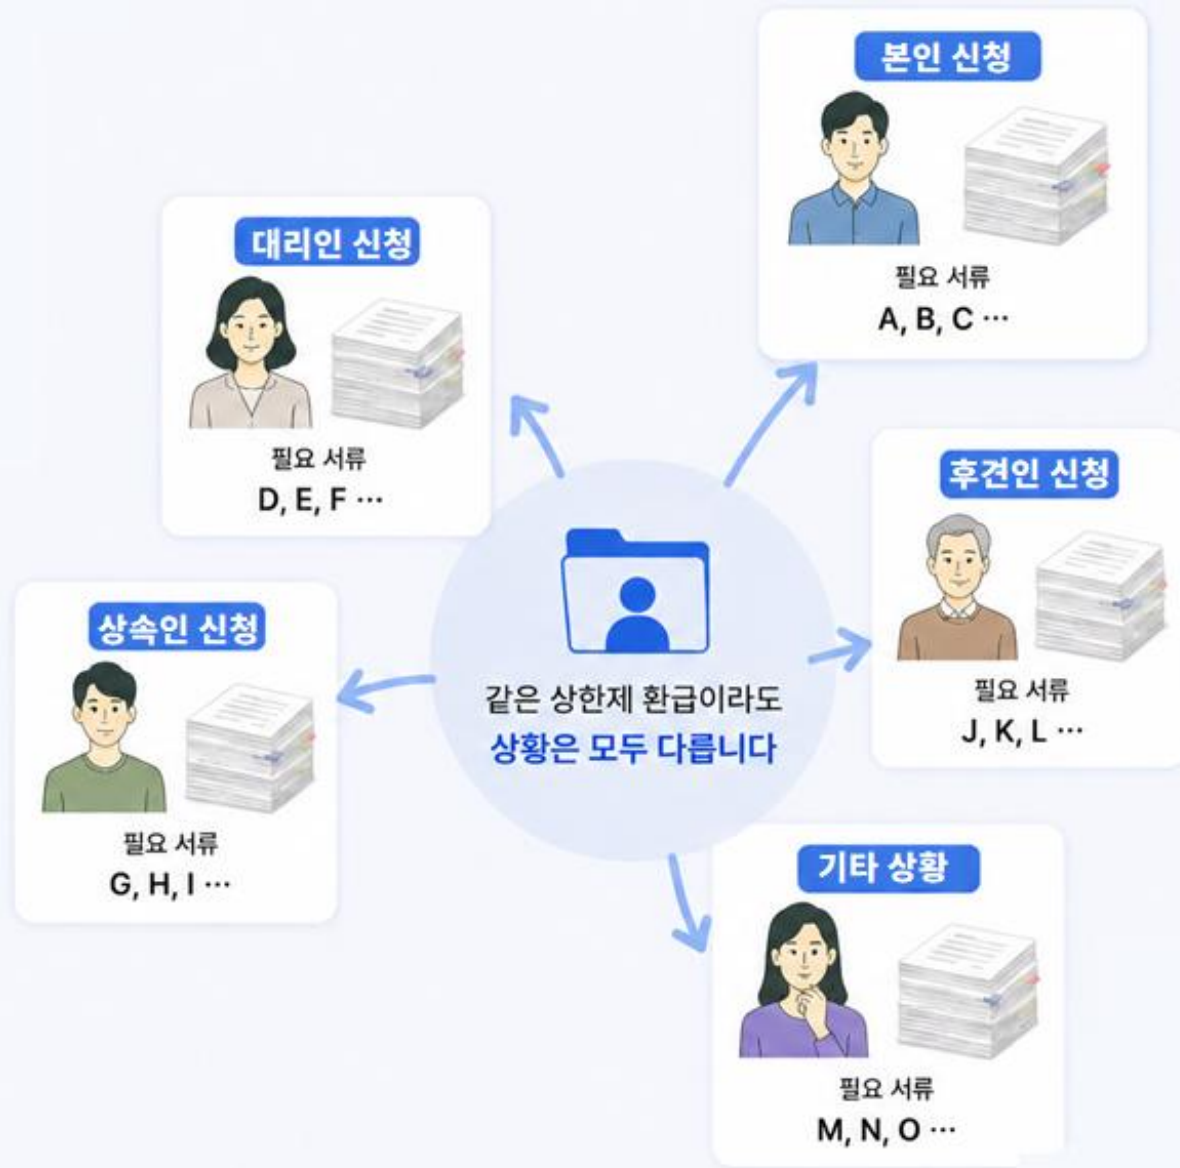 본인 신청
필요 서류
A, B, C ···
대리인 신청
필요 서류
D, E, F ···
후견인 신청
필요 서류
J, K, L ···
같은 상한제 환급이라도
상황은 모두 다릅니다
상속인 신청
필요 서류
G, H, I ···
기타 상황
필요 서류
M, N, O ···